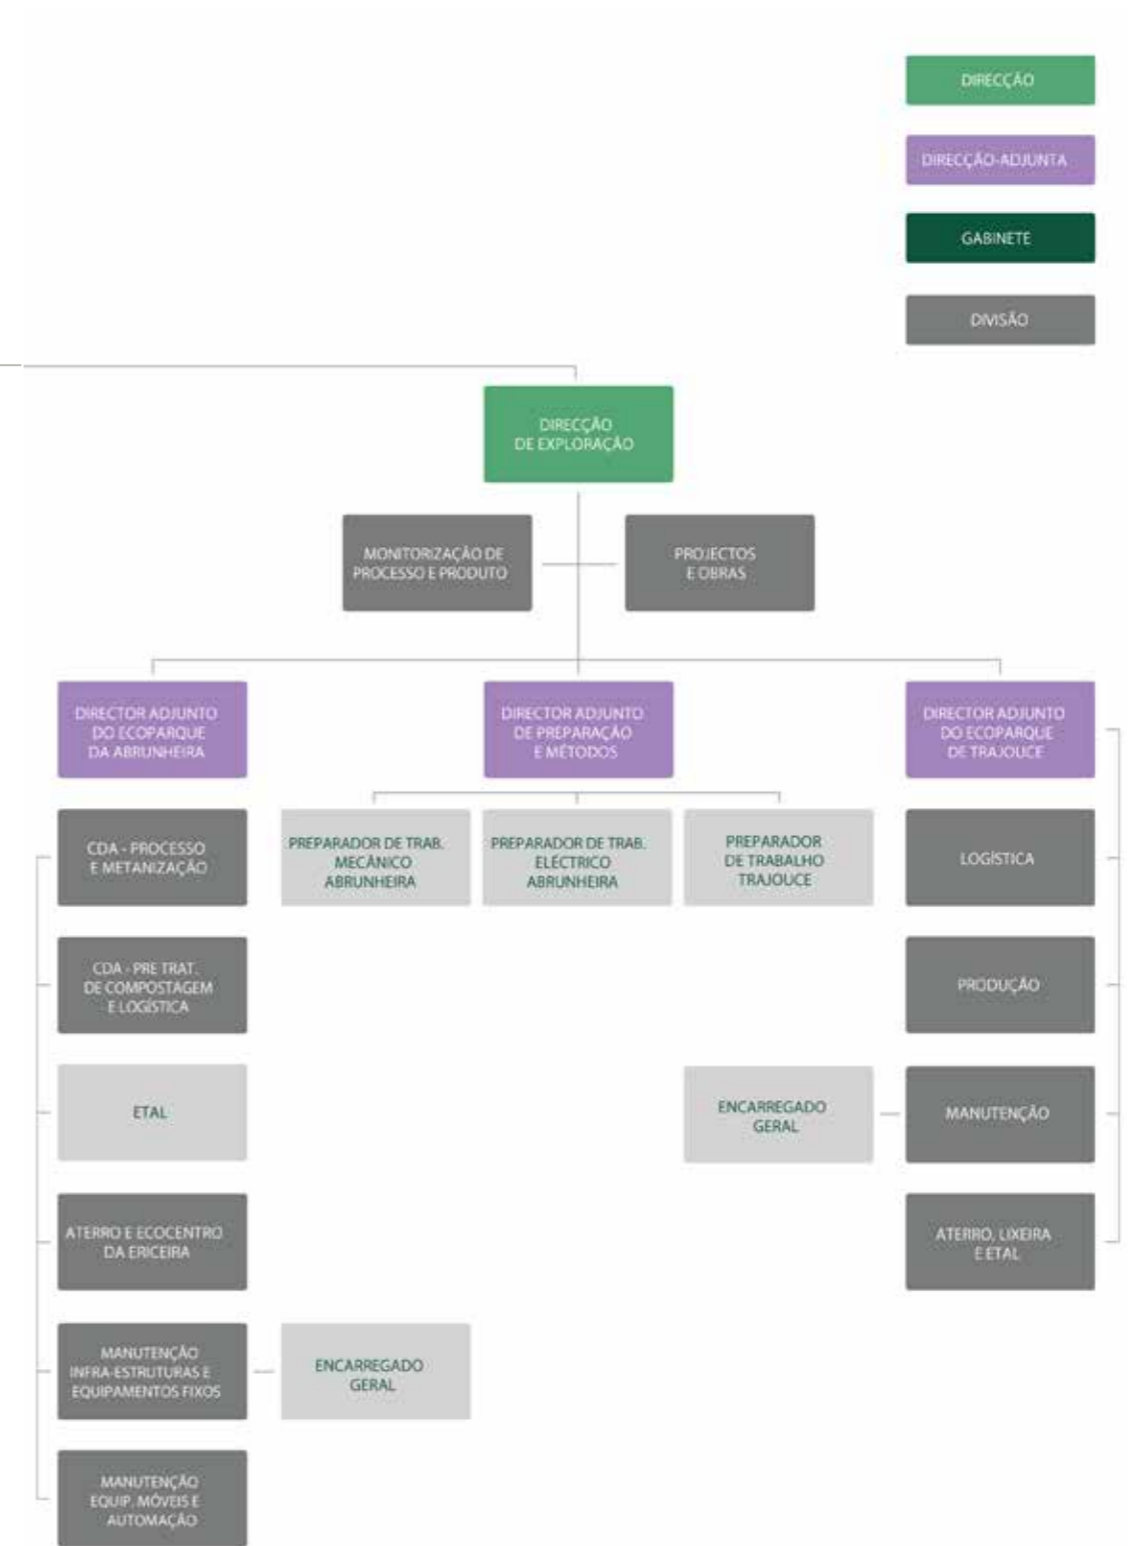 DIRECÇÃO
DIRECÇÃO-ADJUNTA
GABINETE
DIVISÃO
DIRECÇÃO
DE EXPLORAÇÃO
MONITORIZAÇÃO DE
PROCESSO E PRODUTO
PROJECTOS
E OBRAS
DIRECTOR ADJUNTO
DO ECOPARQUE
DA ABRUNHEIRA
DIRECTOR ADJUNTO
DE PREPARAÇÃO
E MÉTODOS
DIRECTOR ADJUNTO
DO ECOPARQUE
DE TRAJOUCE
CDA - PROCESSO
E METANIZAÇÃO
PREPARADOR DE TRAB.
MECÂNICO
ABRUNHEIRA
PREPARADOR DE TRAB.
ELÉCTRICO
ABRUNHEIRA
PREPARADOR
DE TRABALHO
TRAJOUCE
LOGÍSTICA
CDA - PRE TRAT.
DE COMPOSTAGEM
E LOGÍSTICA
PRODUÇÃO
ETAL
ENCARREGADO
GERAL
MANUTENÇÃO
ATERRO E ECOCENTRO
DA ERICEIRA
ATERRO, LIXEIRA
E ETAL
MANUTENÇÃO
INFRA-ESTRUTURAS E
EQUIPAMENTOS FIXOS
ENCARREGADO
GERAL
MANUTENÇÃO
EQUIP. MÓVEIS E
AUTOMAÇÃO